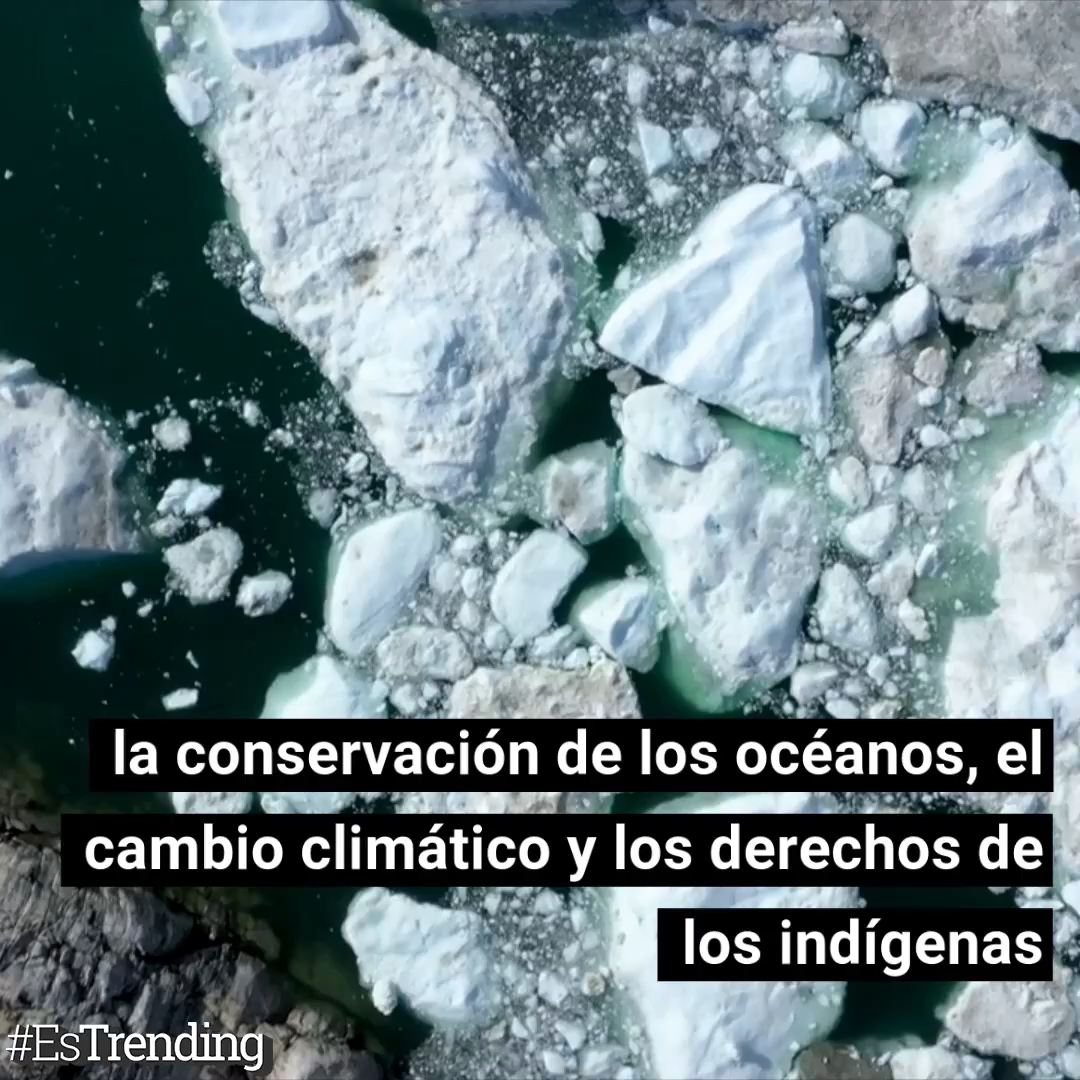 la conservación de los océanos, el
cambio climático y los derechos de
los indígenas
#EsTrending